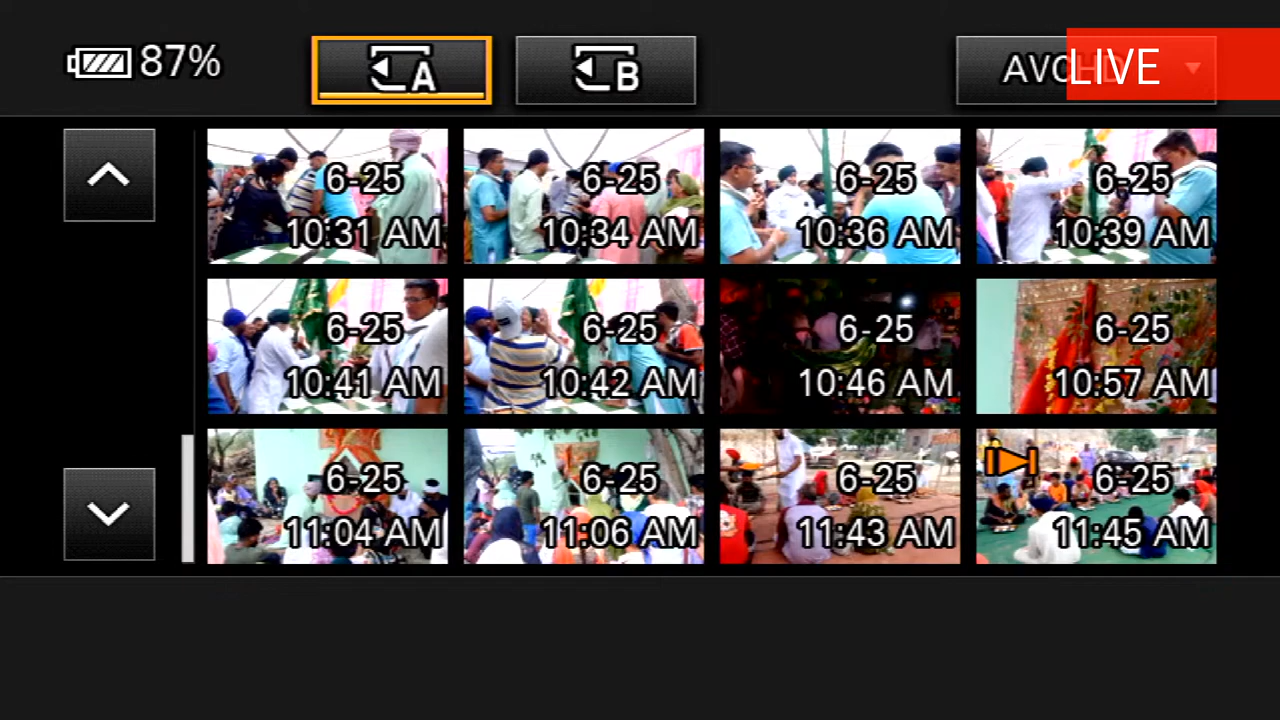 87%
A
B
AVCHD
LIVE
6-25
10:31 AM
6-25
10:34 AM
6-25
10:36 AM
6-25
10:39 AM
6-25
10:41 AM
6-25
10:42 AM
6-25
10:46 AM
6-25
10:57 AM
6-25
11:04 AM
6-25
11:06 AM
6-25
11:43 AM
6-25
11:45 AM